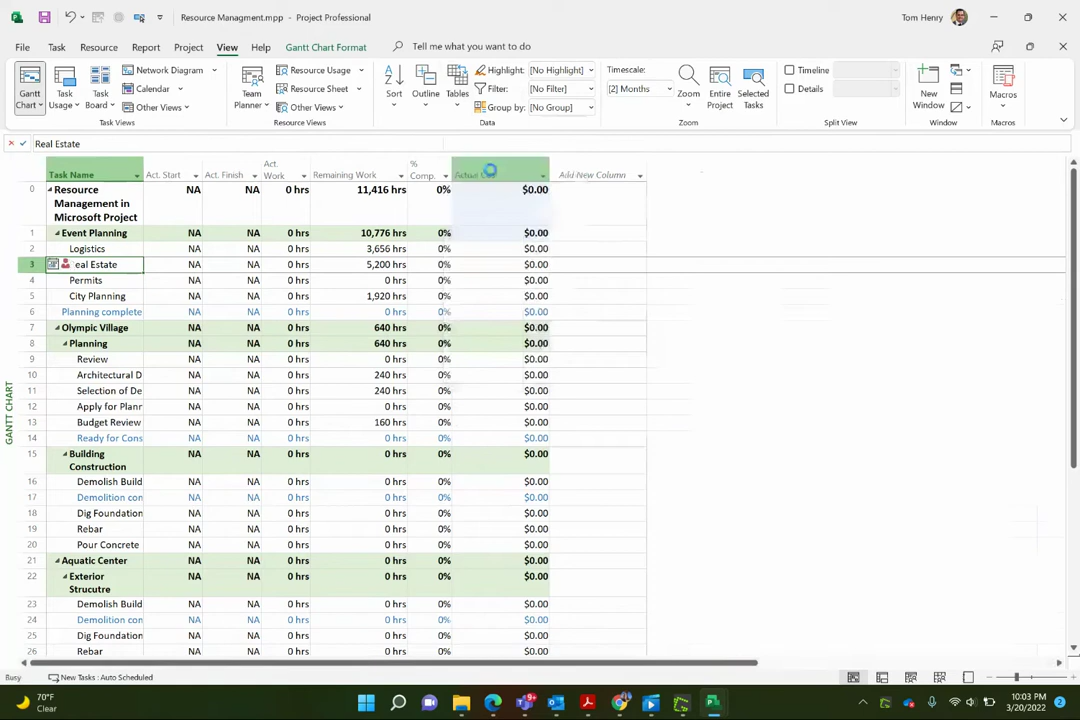 Resource Managment.mpp - Project Professional
Tom Henry
File Task Resource Report Project View Help Gantt Chart Format Tell me what you want to do
Gantt Chart
Task Usage
Task Board
Network Diagram
Calendar
Other Views
Task Views
Team Planner
Resource Usage
Resource Sheet
Other Views
Resource Views
Sort
Outline
Tables
Highlight: [No Highlight]
Filter: [No Filter]
Group by: [No Group]
Data
Timescale:
[2] Months
Zoom
Entire Project
Selected Tasks
Zoom
Timeline
Details
Split View
New Window
Window
Macros
Macros
Real Estate
Task Name Act. Start Act. Finish Act. Work Remaining Work % Comp. Actual Add New Column
0 Resource Management in Microsoft Project NA NA 0 hrs 11,416 hrs 0% $0.00
1 Event Planning NA NA 0 hrs 10,776 hrs 0% $0.00
2 Logistics NA NA 0 hrs 3,656 hrs 0% $0.00
3 eal Estate NA NA 0 hrs 5,200 hrs 0% $0.00
4 Permits NA NA 0 hrs 0 hrs 0% $0.00
5 City Planning NA NA 0 hrs 1,920 hrs 0% $0.00
6 Planning complete NA NA 0 hrs 0 hrs 0% $0.00
7 Olympic Village NA NA 0 hrs 640 hrs 0% $0.00
8 Planning NA NA 0 hrs 640 hrs 0% $0.00
9 Review NA NA 0 hrs 0 hrs 0% $0.00
10 Architectural D NA NA 0 hrs 240 hrs 0% $0.00
11 Selection of De NA NA 0 hrs 240 hrs 0% $0.00
12 Apply for Plann NA NA 0 hrs 0 hrs 0% $0.00
13 Budget Review NA NA 0 hrs 160 hrs 0% $0.00
14 Ready for Cons NA NA 0 hrs 0 hrs 0% $0.00
15 Building Construction NA NA 0 hrs 0 hrs 0% $0.00
16 Demolish Build NA NA 0 hrs 0 hrs 0% $0.00
17 Demolition con NA NA 0 hrs 0 hrs 0% $0.00
18 Dig Foundation NA NA 0 hrs 0 hrs 0% $0.00
19 Rebar NA NA 0 hrs 0 hrs 0% $0.00
20 Pour Concrete NA NA 0 hrs 0 hrs 0% $0.00
21 Aquatic Center NA NA 0 hrs 0 hrs 0% $0.00
22 Exterior Strucutre NA NA 0 hrs 0 hrs 0% $0.00
23 Demolish Build NA NA 0 hrs 0 hrs 0% $0.00
24 Demolition con NA NA 0 hrs 0 hrs 0% $0.00
25 Dig Foundation NA NA 0 hrs 0 hrs 0% $0.00
26 Rebar NA NA 0 hrs 0 hrs 0% $0.00
GANTT CHART
Busy New Tasks : Auto Scheduled
70°F
Clear
10:03 PM
3/20/2022